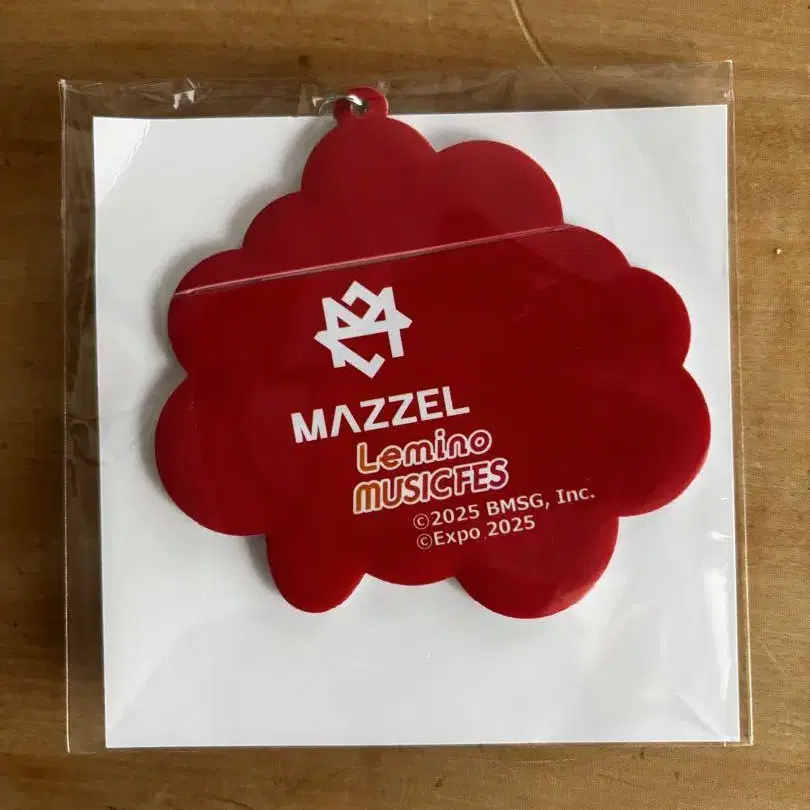 MAZZEL
Lemino
MUSICFES
©2025 BMSG, Inc.
©Expo 2025